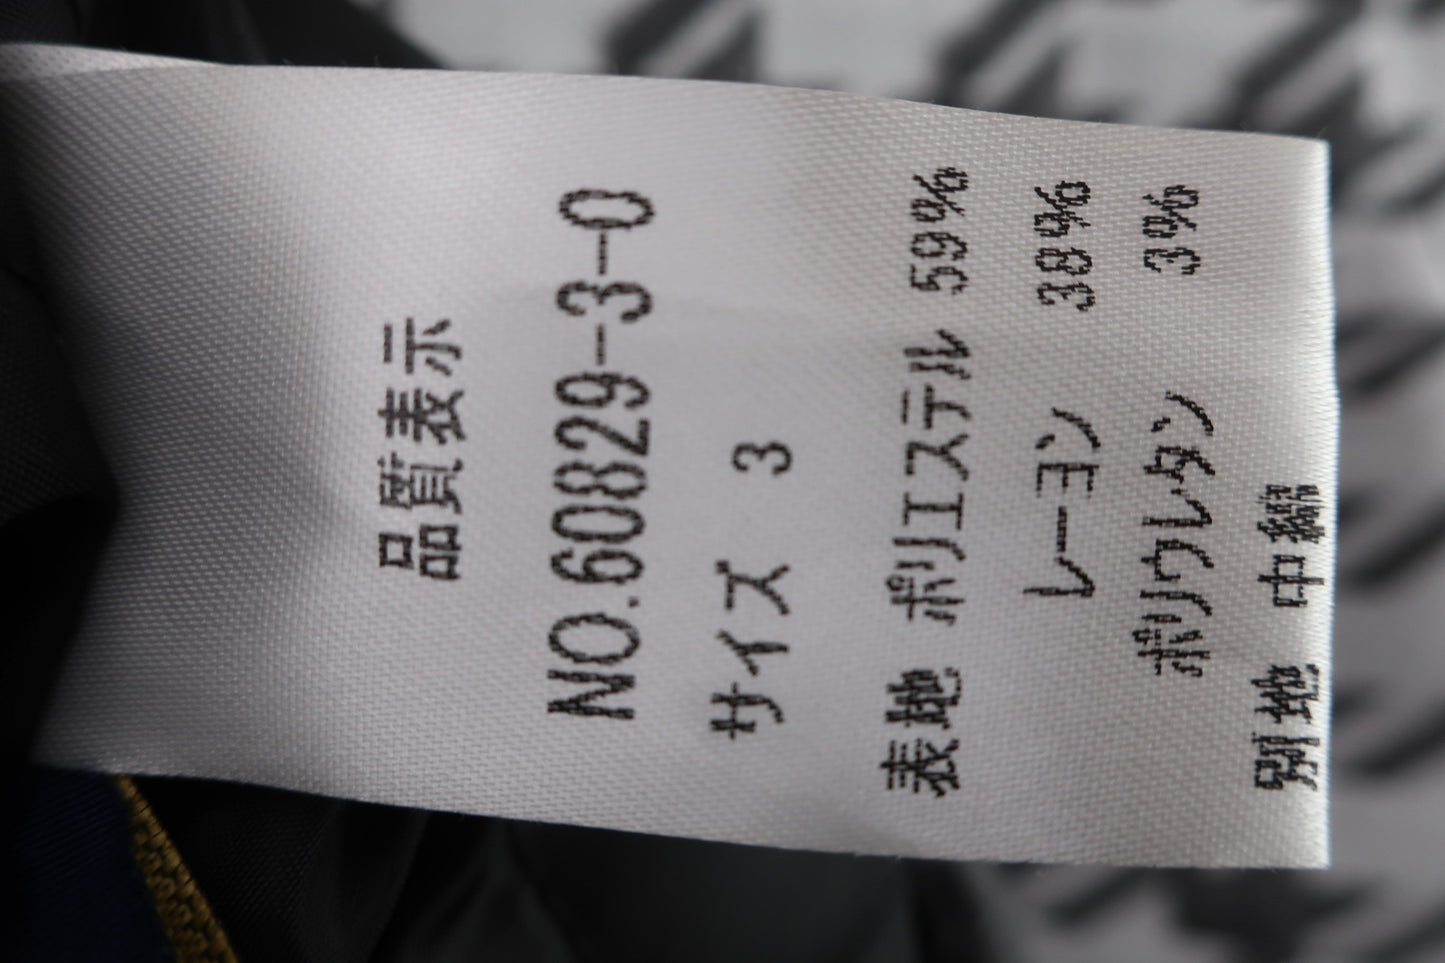 品質表示
NO.60829-3-0
サイズ 3
表地 ポリエステル 59%
レーヨン 38%
ポリウレタン 3%
別地 中綿